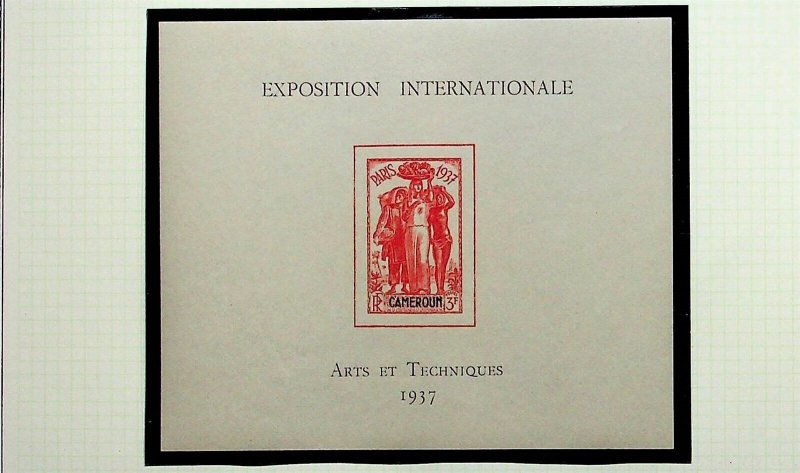 EXPOSITION INTERNATIONALE
PARIS 1937
RF CAMEROUN 3F
ARTS ET TECHNIQUES
1937